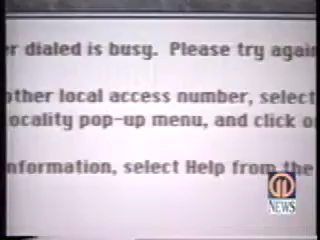 r dialed is busy. Please try again
other local access number, select
ocality pop-up menu, and click o
nformation, select Help from the
NEWS